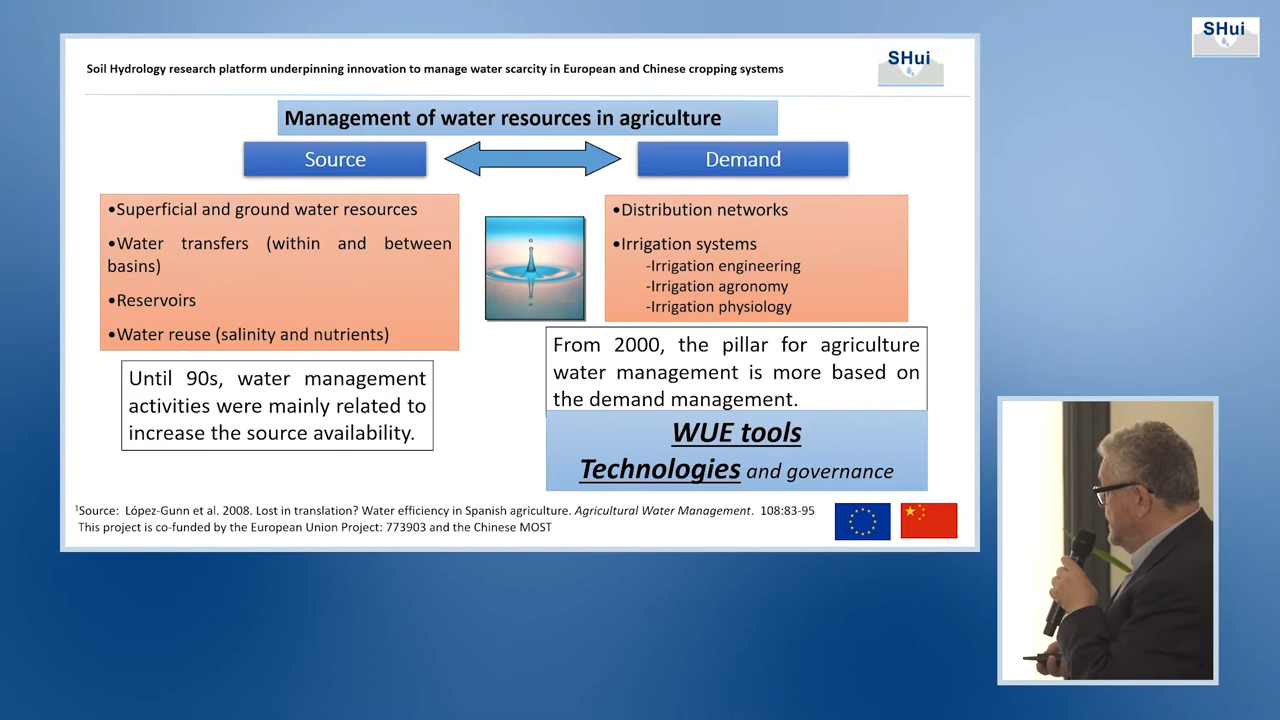 SHui
Soil Hydrology research platform underpinning innovation to manage water scarcity in European and Chinese cropping systems
SHui
Management of water resources in agriculture
Source
Demand
•Superficial and ground water resources
•Water transfers (within and between
basins)
•Reservoirs
•Water reuse (salinity and nutrients)
•Distribution networks
•Irrigation systems
-Irrigation engineering
-Irrigation agronomy
-Irrigation physiology
Until 90s, water management
activities were mainly related to
increase the source availability.
From 2000, the pillar for agriculture
water management is more based on
the demand management.
WUE tools
Technologies and governance
¹Source: López-Gunn et al. 2008. Lost in translation? Water efficiency in Spanish agriculture. Agricultural Water Management. 108:83-95
This project is co-funded by the European Union Project: 773903 and the Chinese MOST